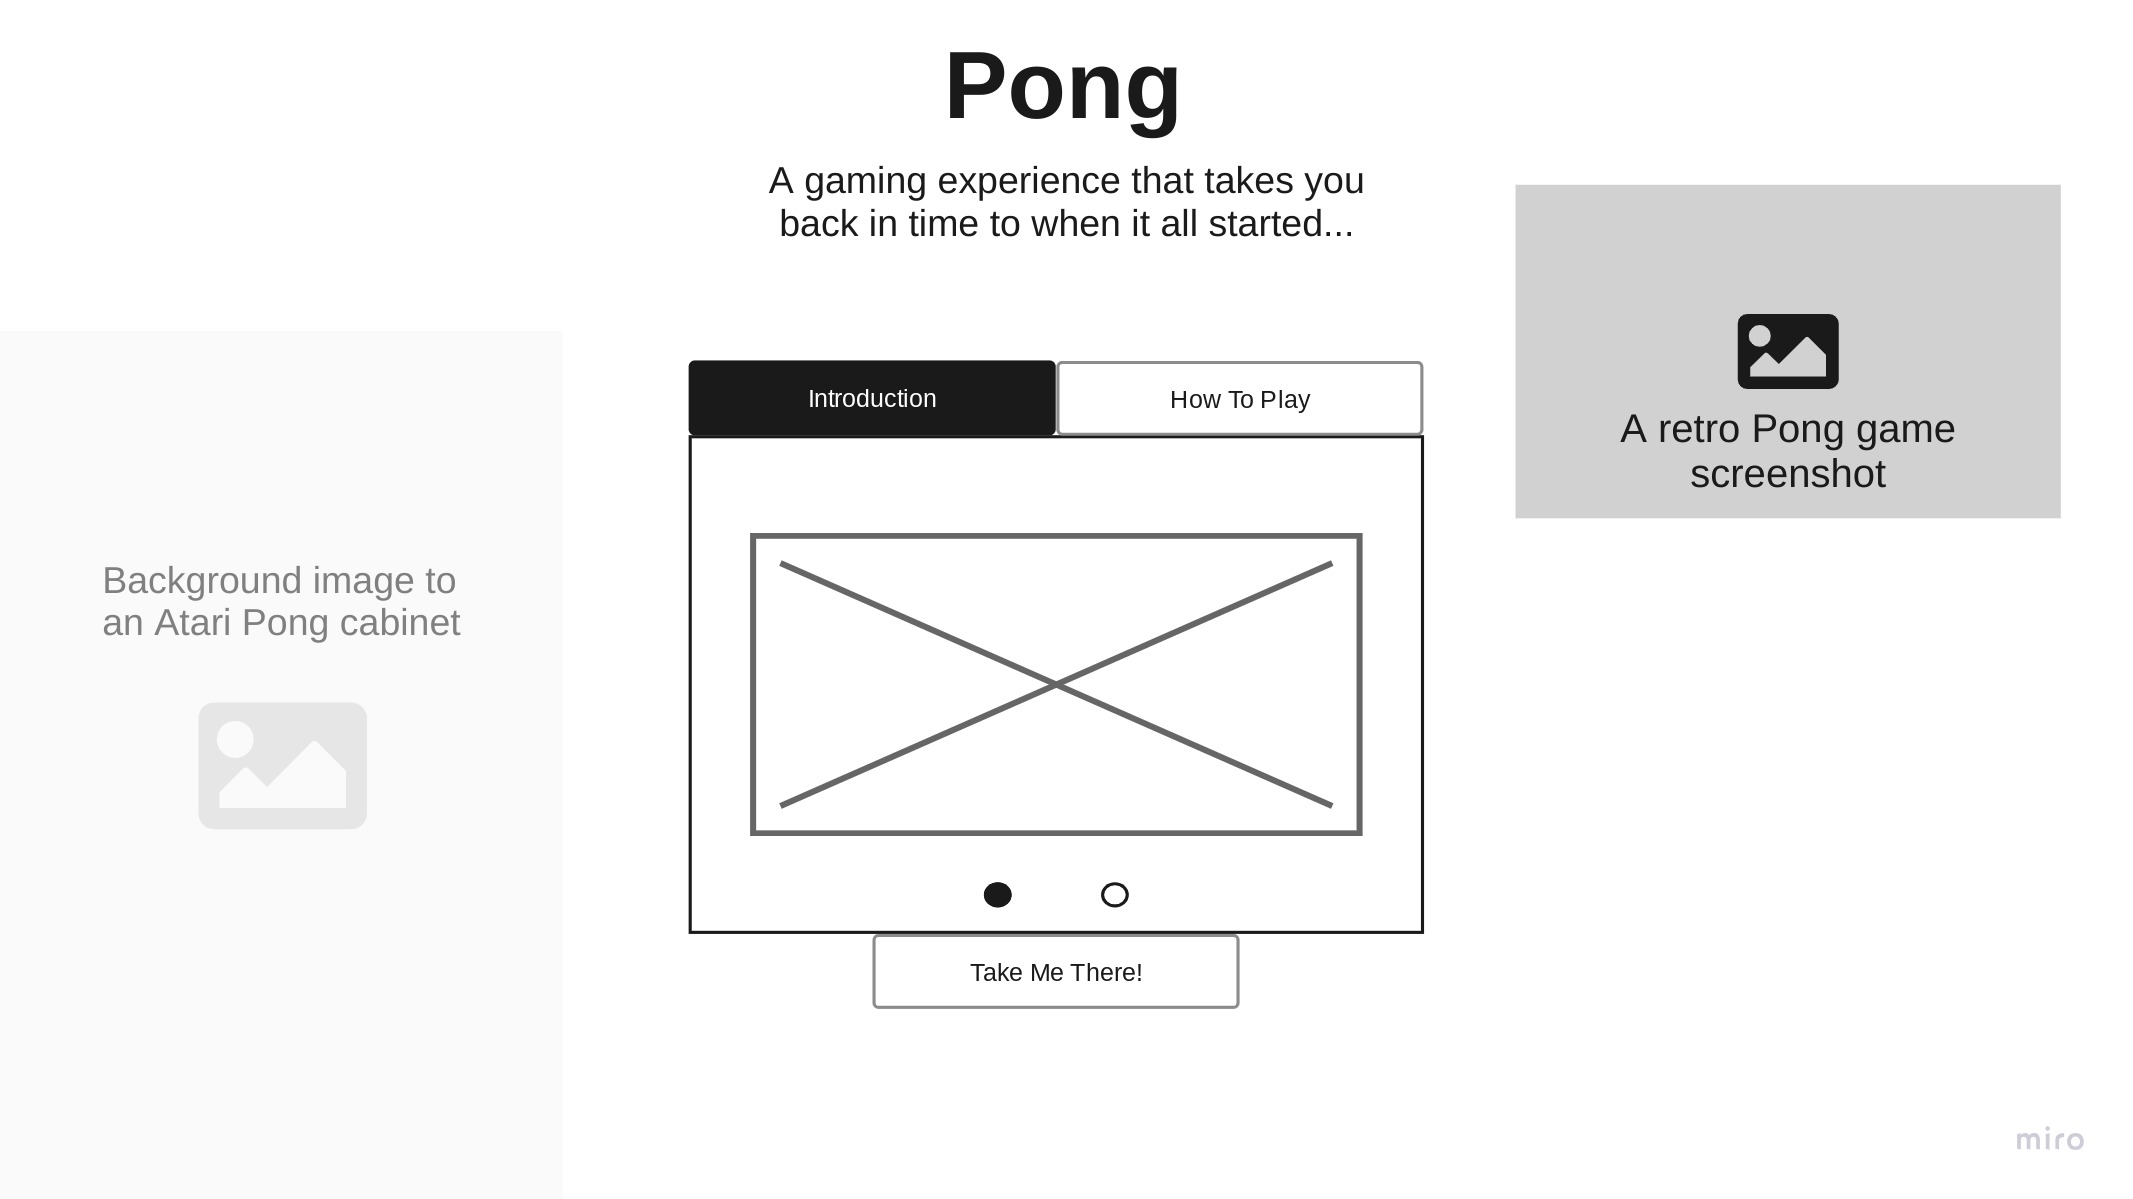 Pong
A gaming experience that takes you
back in time to when it all started...
Introduction
How To Play
A retro Pong game
screenshot
Background image to
an Atari Pong cabinet
Take Me There!
miro